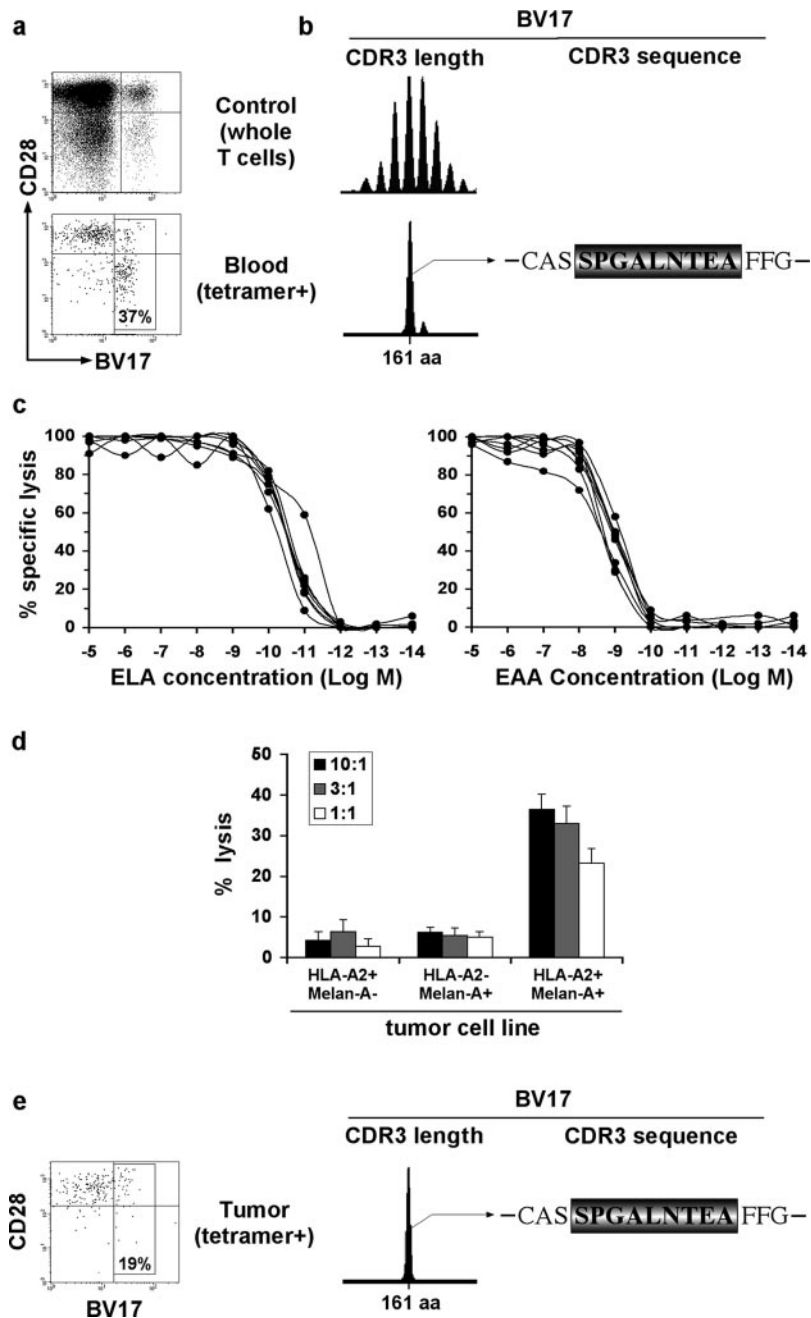 a
CD28
BV17
37%
Control
(whole
T cells)
Blood
(tetramer+)
b
BV17
CDR3 length
CDR3 sequence
161 aa
CAS SPGALNTEA FFG
c
% specific lysis
100
80
60
40
20
0
-5 -6 -7 -8 -9 -10 -11 -12 -13 -14
ELA concentration (Log M)
100
80
60
40
20
0
-5 -6 -7 -8 -9 -10 -11 -12 -13 -14
EAA Concentration (Log M)
d
% lysis
50
40
30
20
10
0
10:1
3:1
1:1
HLA-A2+
Melan-A-
HLA-A2-
Melan-A+
HLA-A2+
Melan-A+
tumor cell line
e
CD28
BV17
19%
Tumor
(tetramer+)
BV17
CDR3 length
CDR3 sequence
161 aa
CAS SPGALNTEA FFG